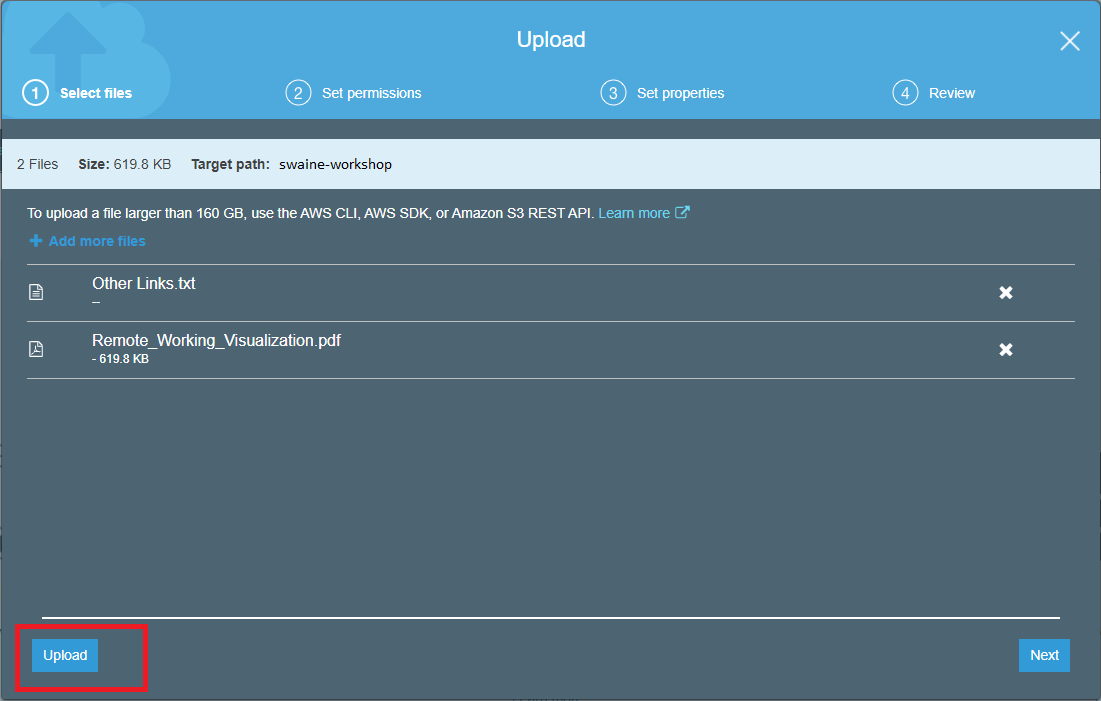 Upload
1 Select files 2 Set permissions 3 Set properties 4 Review
2 Files Size: 619.8 KB Target path: swaine-workshop
To upload a file larger than 160 GB, use the AWS CLI, AWS SDK, or Amazon S3 REST API. Learn more
Add more files
Other Links.txt
--
Remote_Working_Visualization.pdf
- 619.8 KB
Upload Next